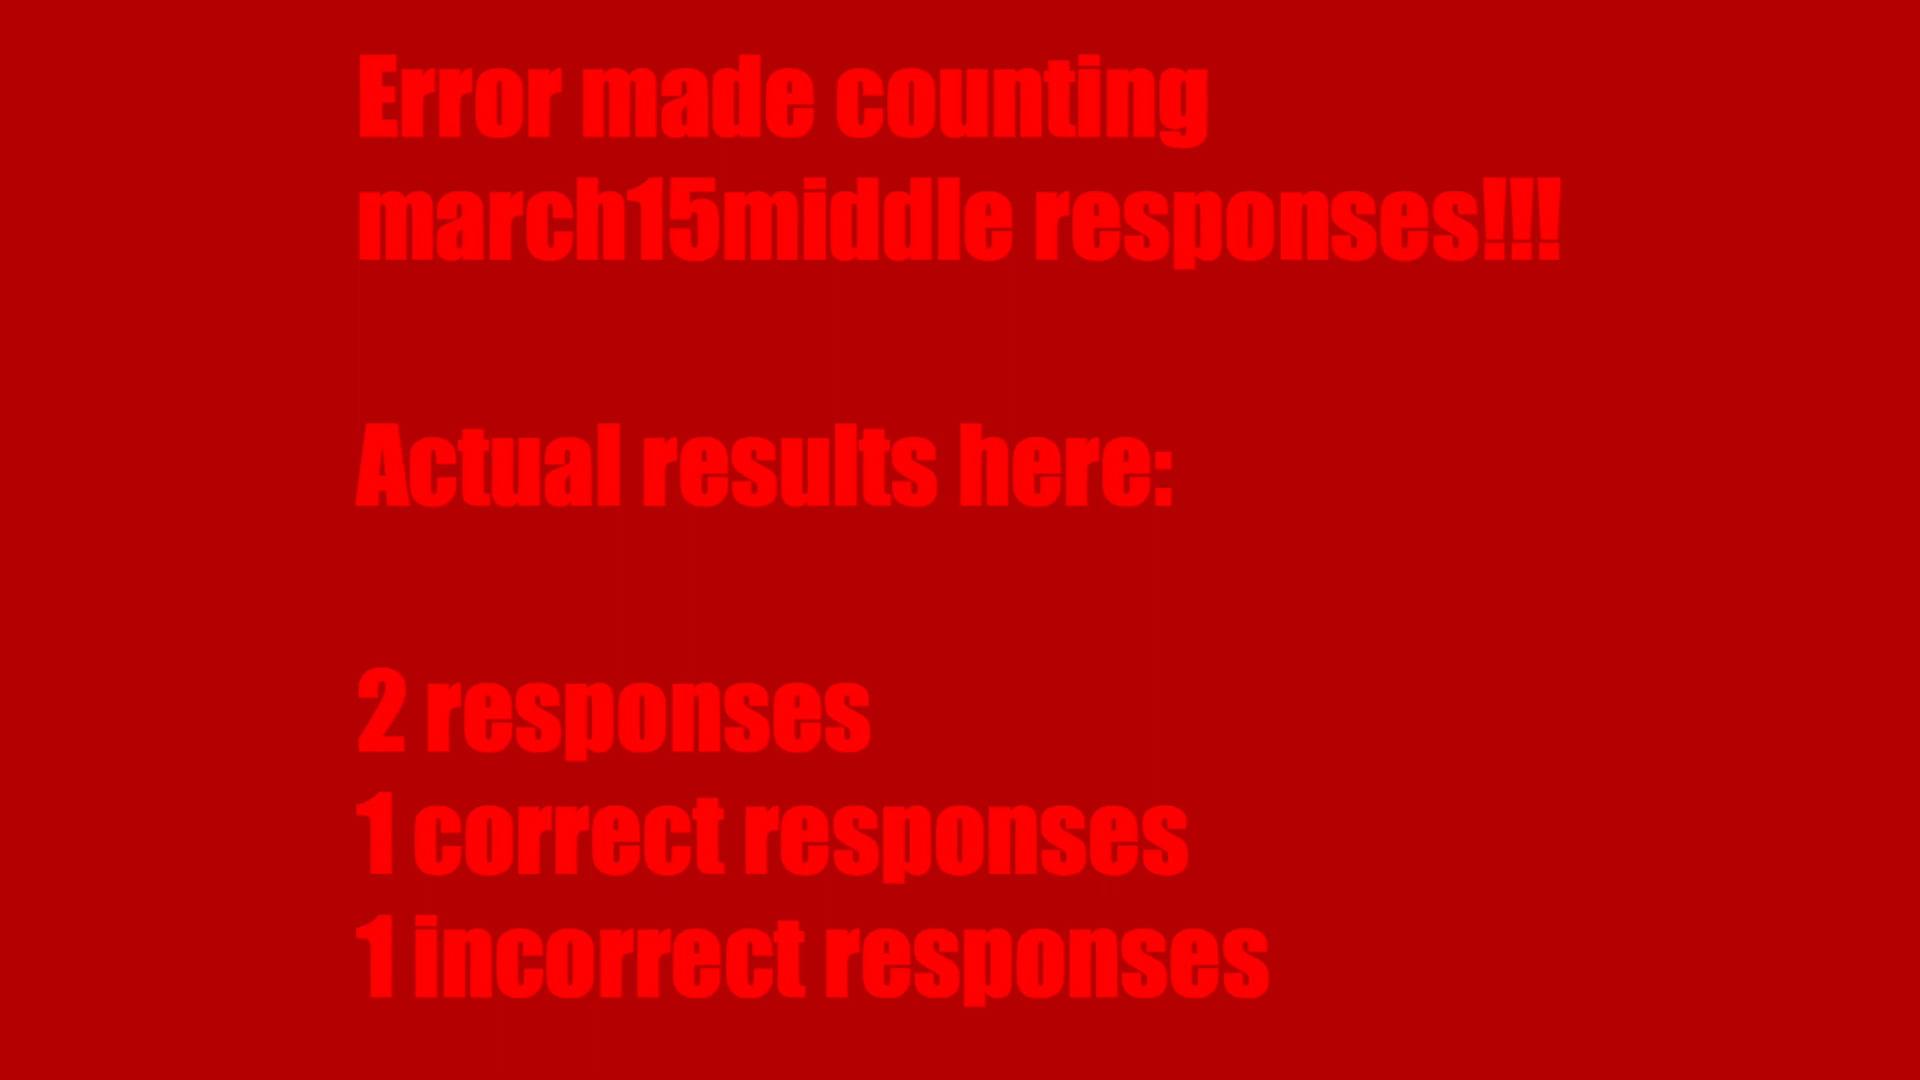 Error made counting
march15middle responses!!!
Actual results here:
2 responses
1 correct responses
1 incorrect responses